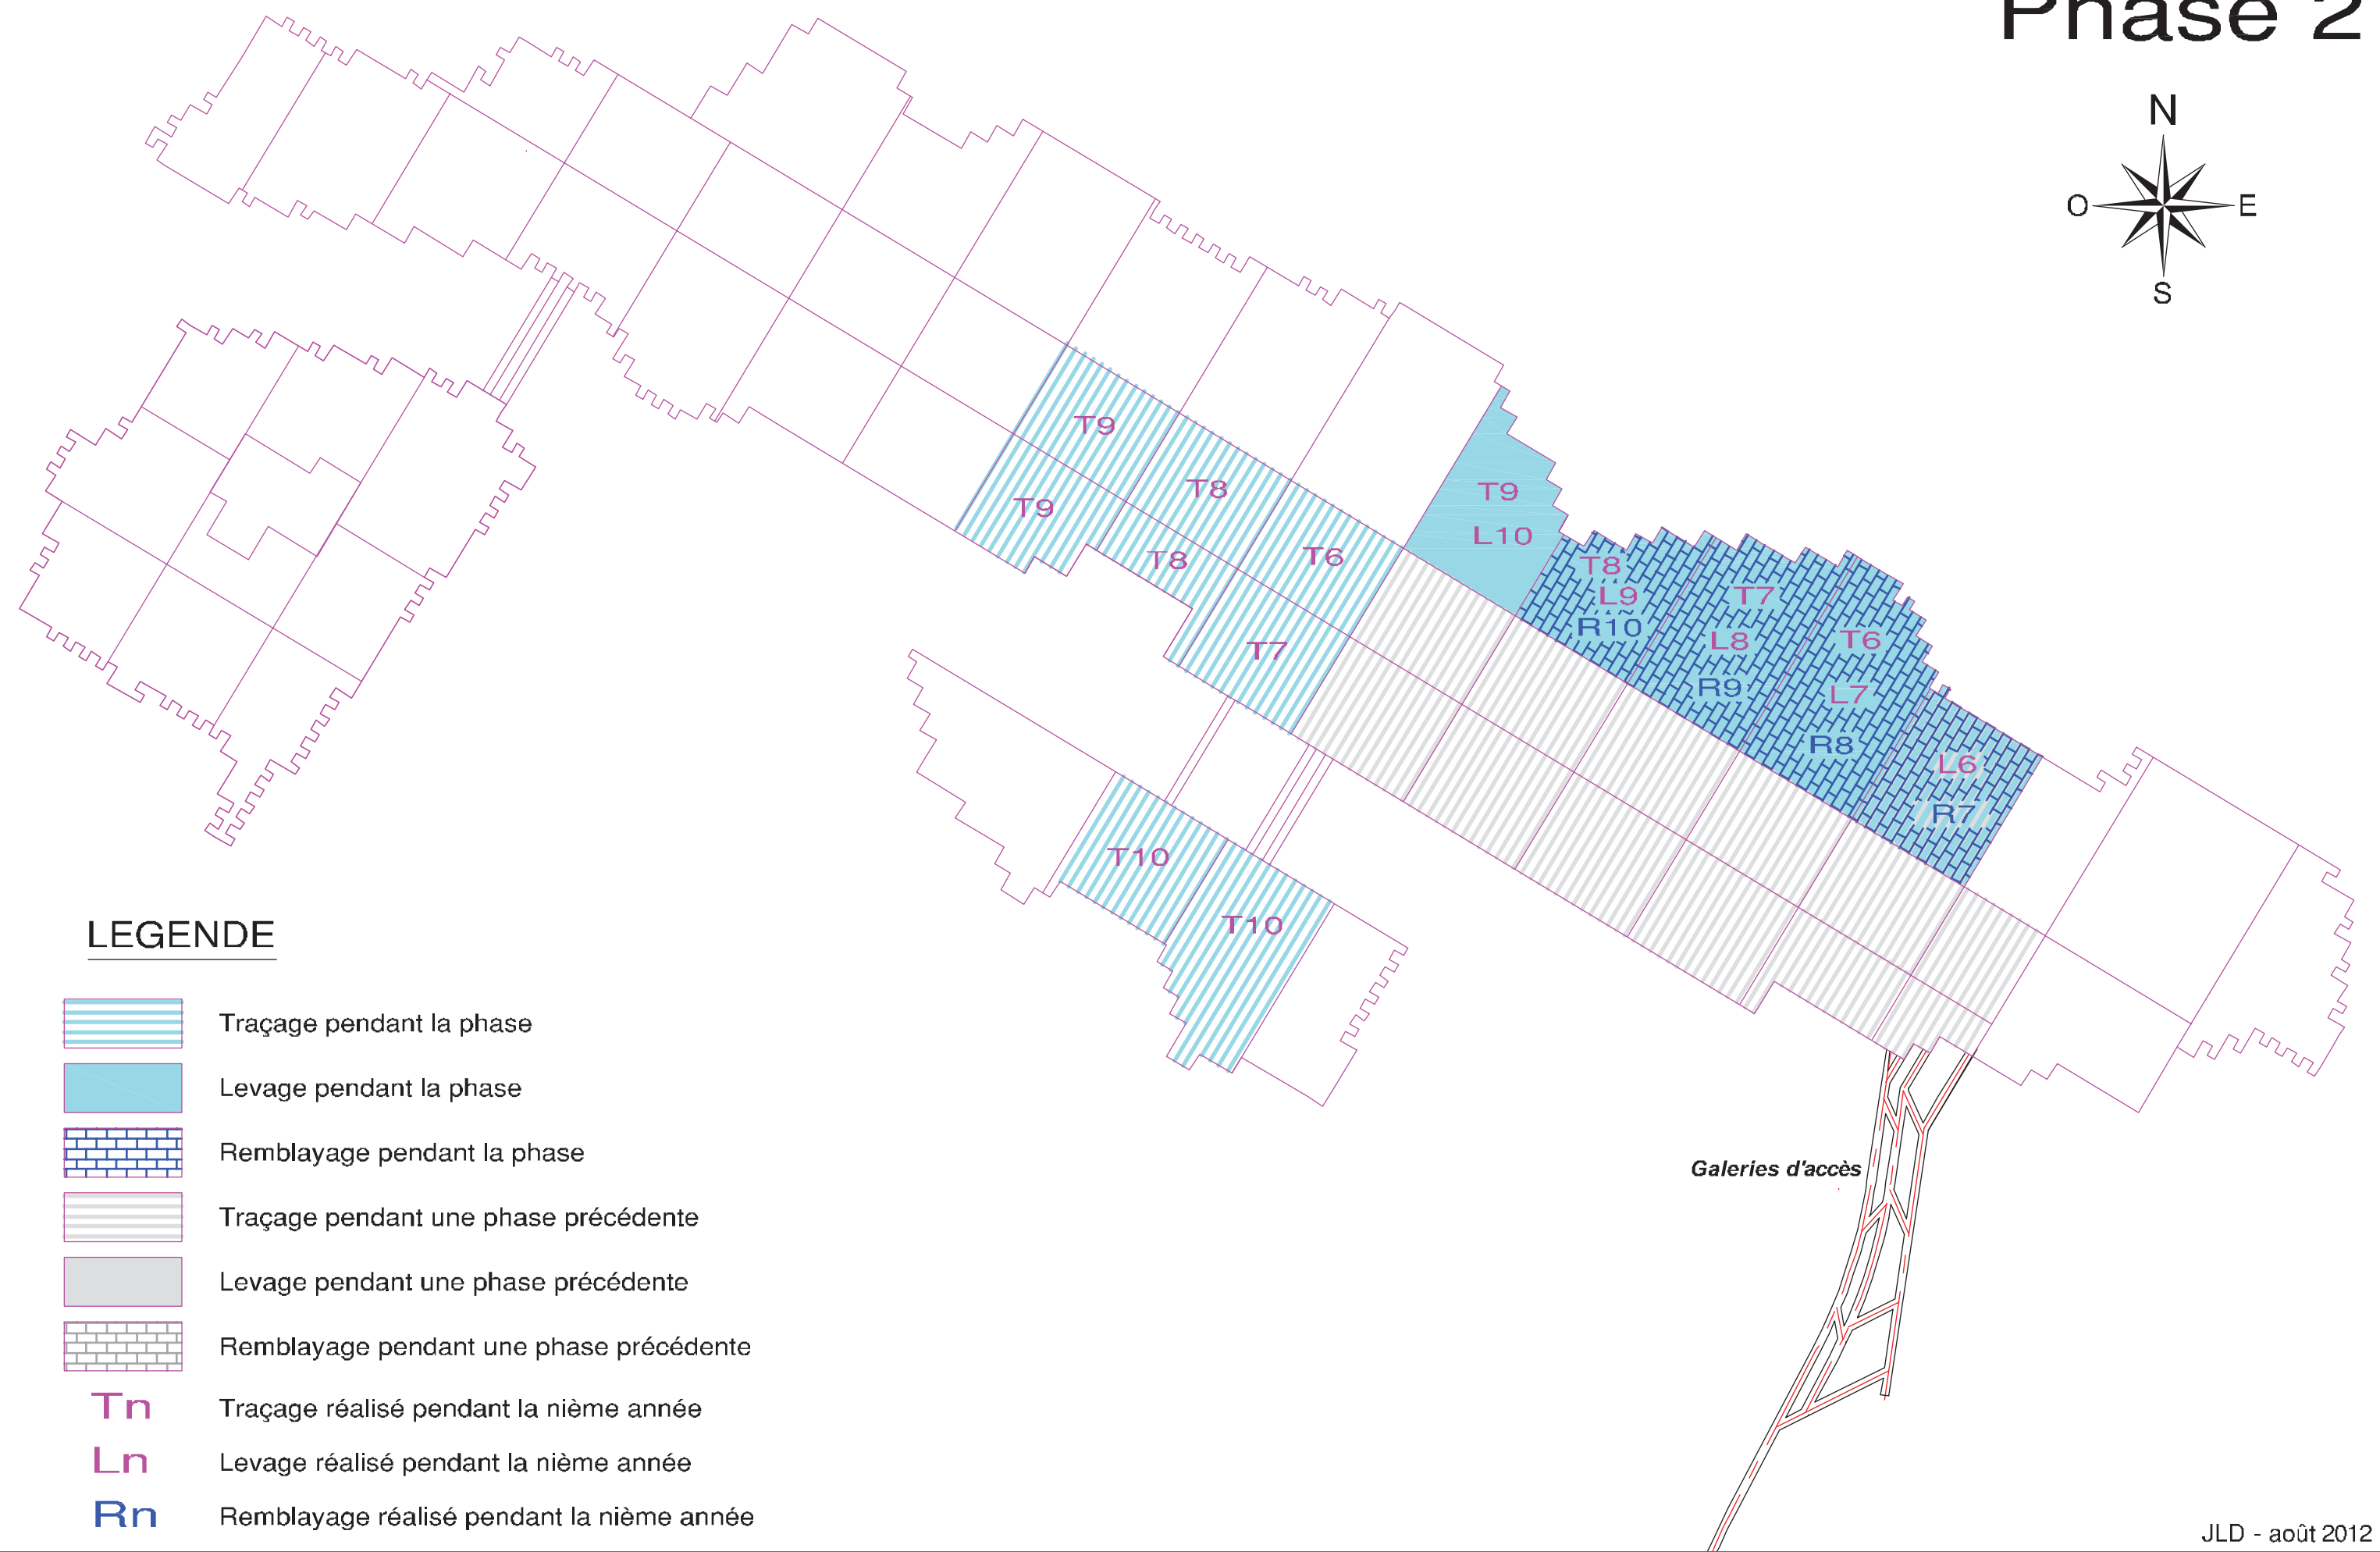 Phase 2
N
O
E
S
T9
T9
T8
T8
T6
T7
T9
L10
T8
L9
R10
T7
L8
R9
T6
L7
R8
L6
R7
T10
T10
Galeries d'accès
LEGENDE
Traçage pendant la phase
Levage pendant la phase
Remblayage pendant la phase
Traçage pendant une phase précédente
Levage pendant une phase précédente
Remblayage pendant une phase précédente
Tn Traçage réalisé pendant la nième année
Ln Levage réalisé pendant la nième année
Rn Remblayage réalisé pendant la nième année
JLD - août 2012